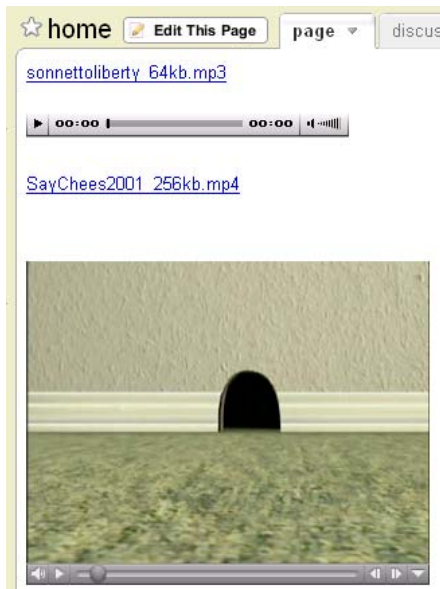 home Edit This Page page discus
sonnettoliberty_64kb.mp3
00:00 00:00
SayChees2001_256kb.mp4